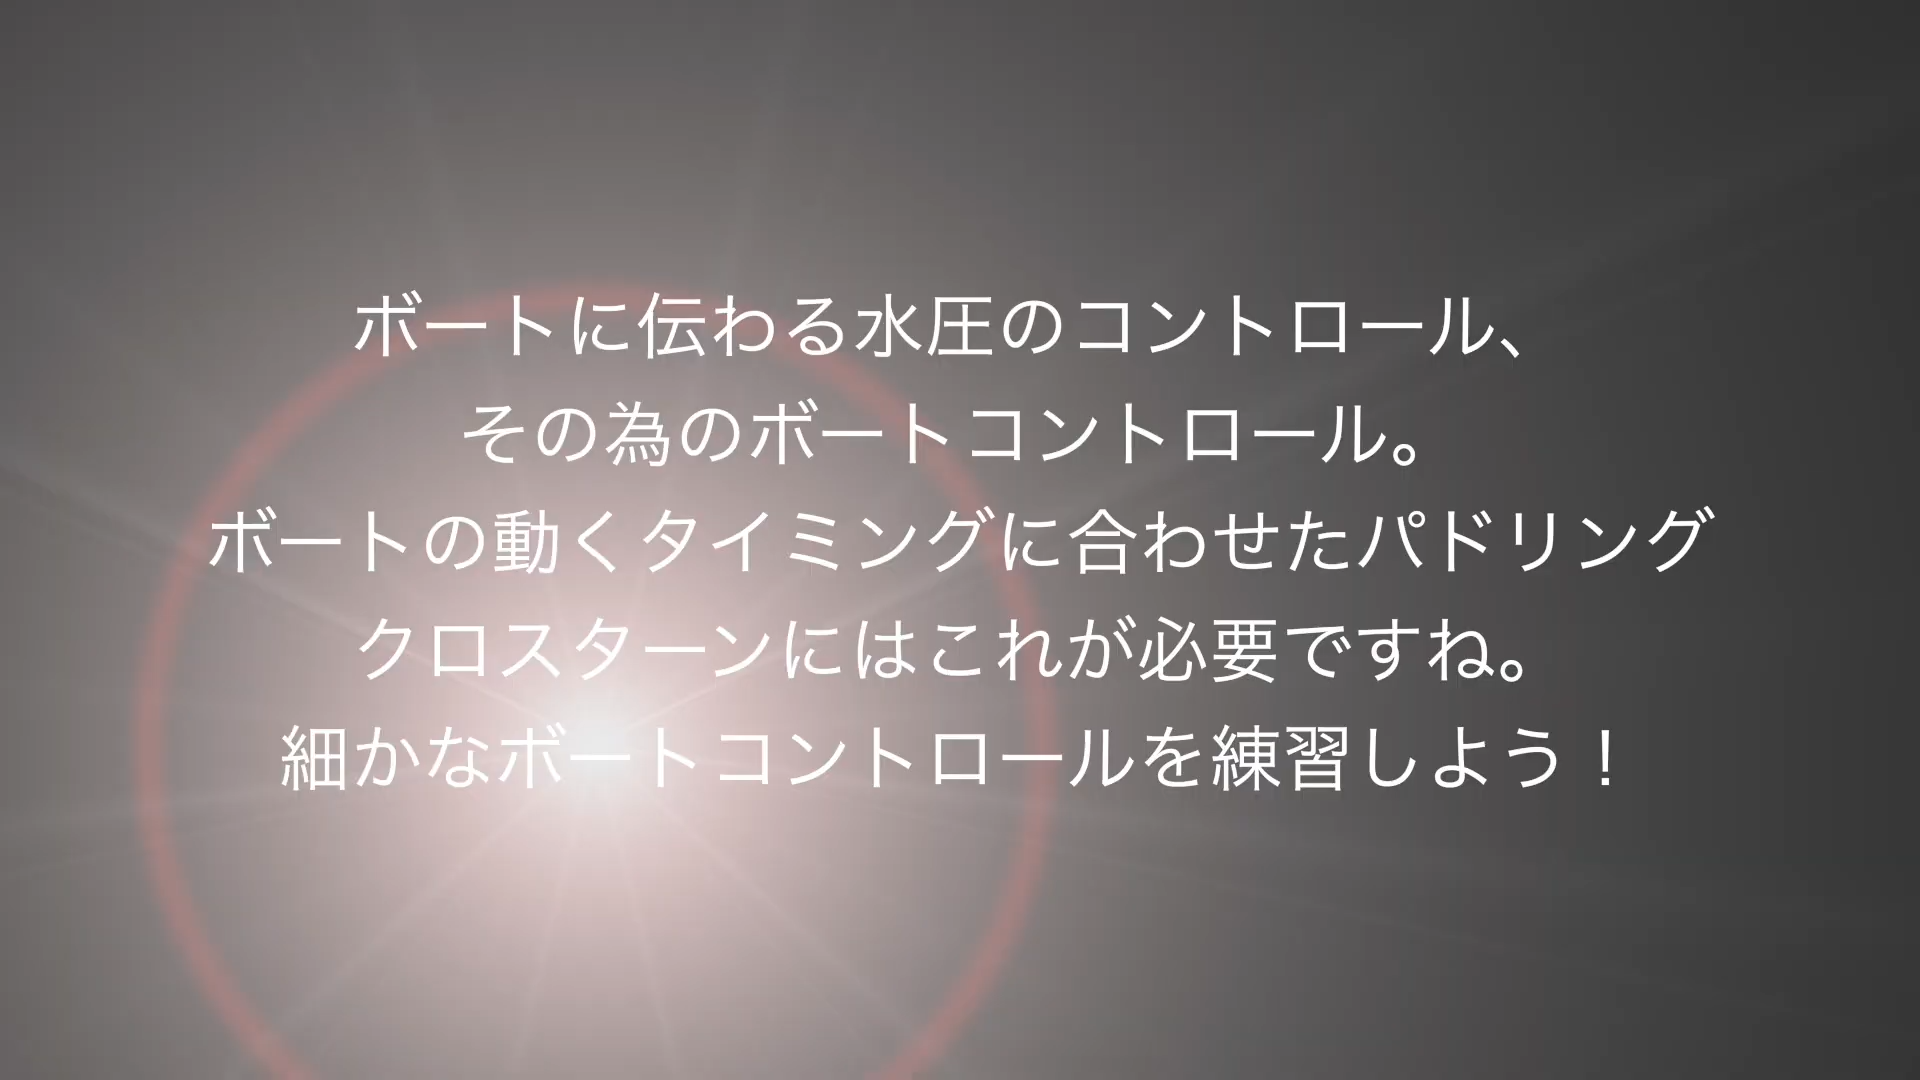 ボートに伝わる水圧のコントロール、
その為のボートコントロール。
ボートの動くタイミングに合わせたパドリング
クロスターンにはこれが必要ですね。
細かなボートコントロールを練習しよう！